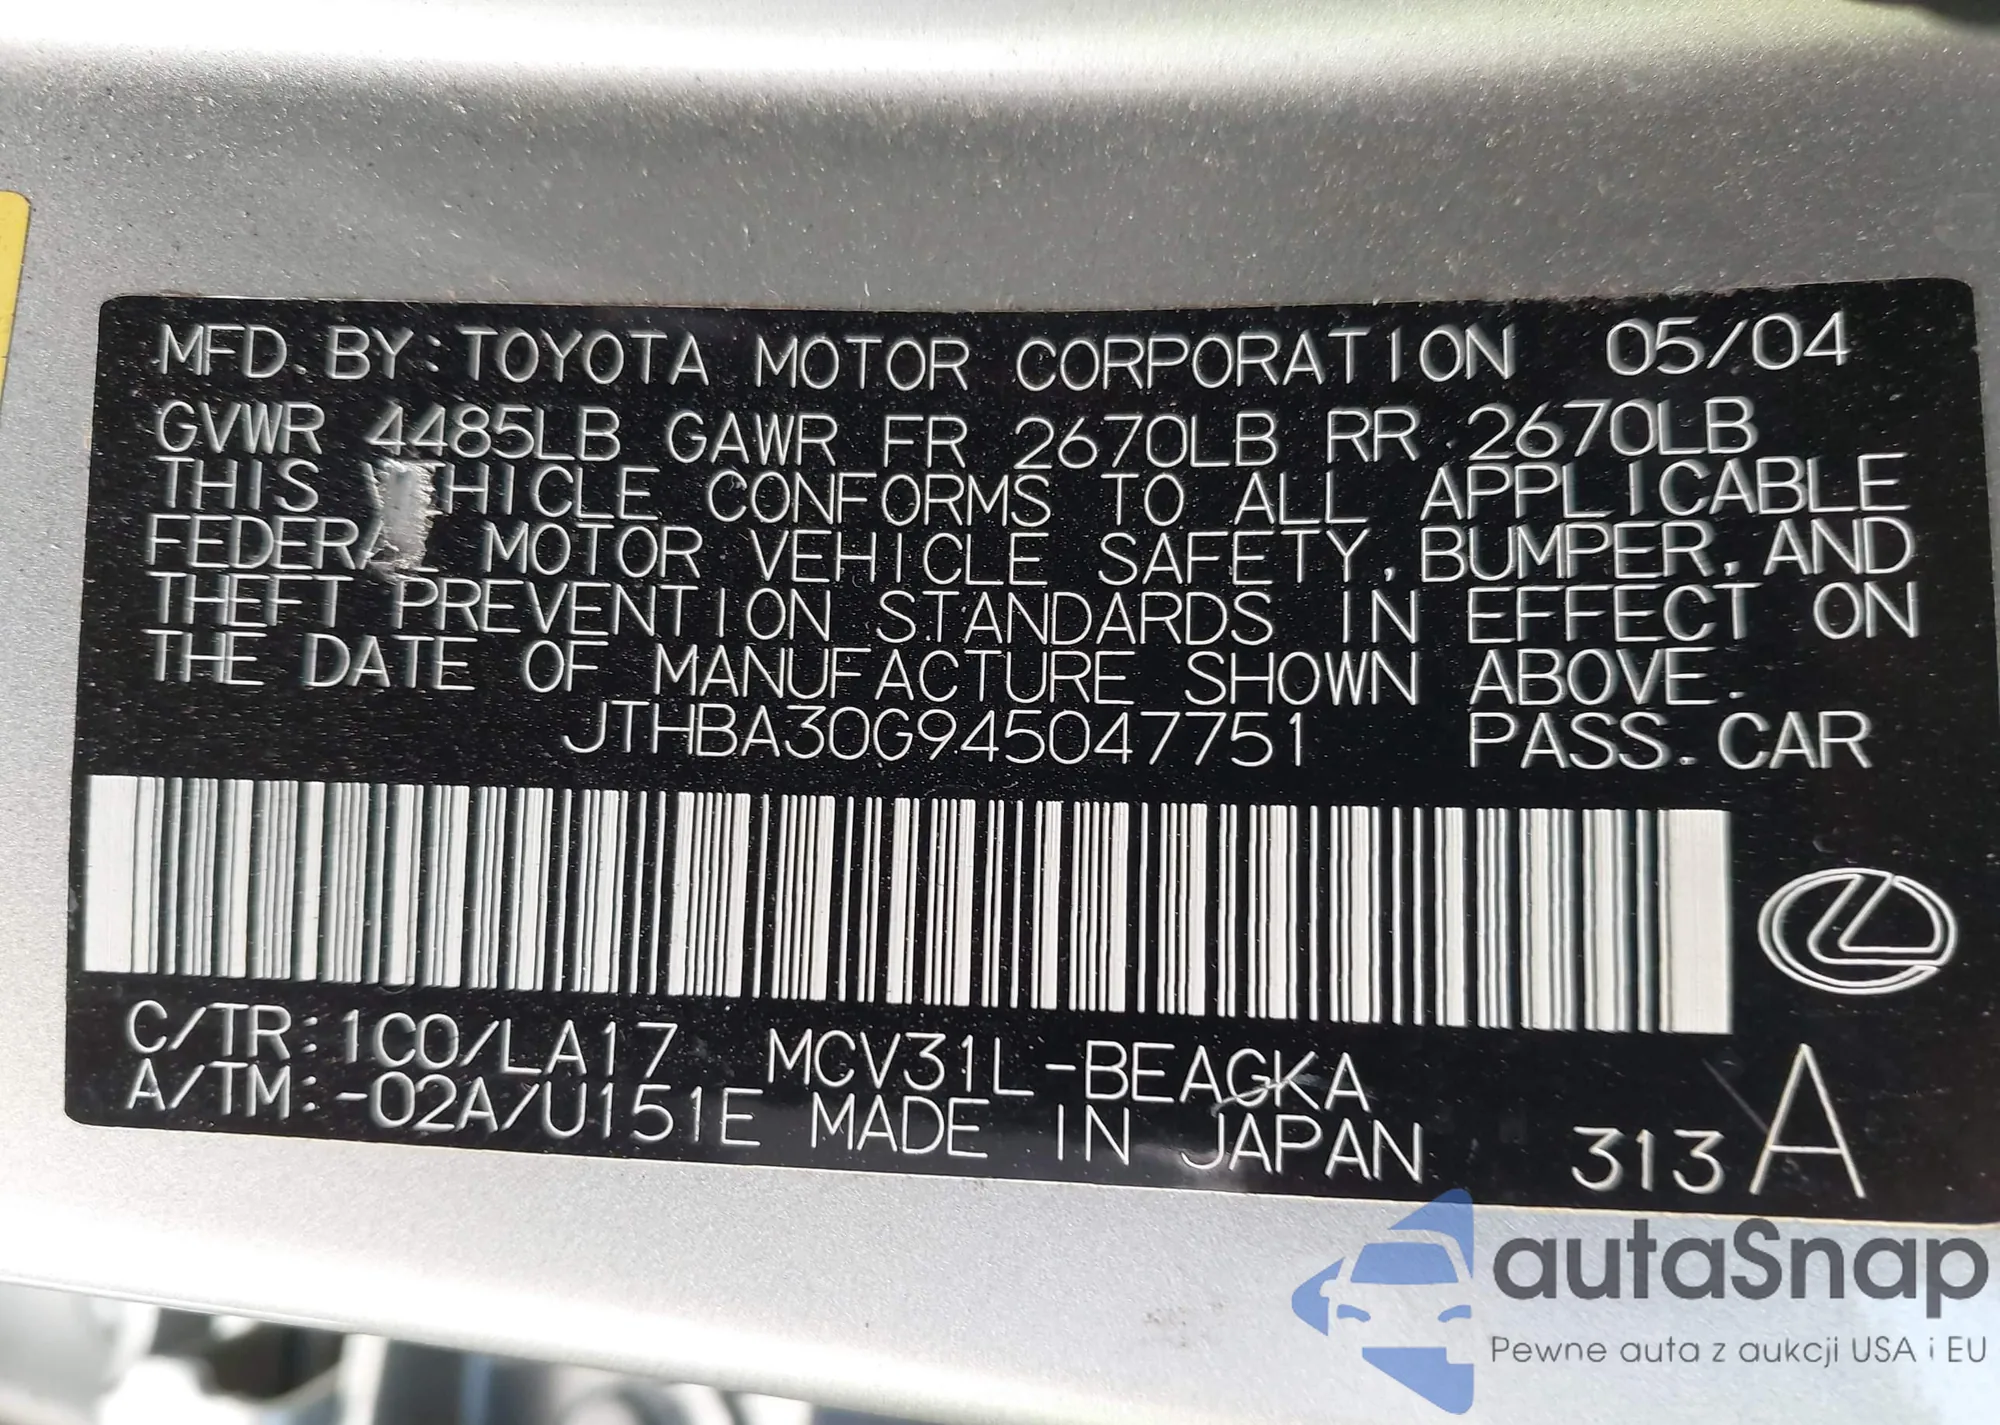 MFD. BY: TOYOTA MOTOR CORPORATION 05/04
GVWR 4485LB GAWR FR 2670LB RR 2670LB
THIS VEHICLE CONFORMS TO ALL APPLICABLE
FEDERAL MOTOR VEHICLE SAFETY, BUMPER, AND
THEFT PREVENTION STANDARDS IN EFFECT ON
THE DATE OF MANUFACTURE SHOWN ABOVE.
JTHBA30G945047751 PASS. CAR
C/TR:1C0/LA17 MCV31L-BEAGKA
A/TM:-02A/U151E MADE IN JAPAN 313A
autaSnap
Pewne auta z aukcji USA i EU